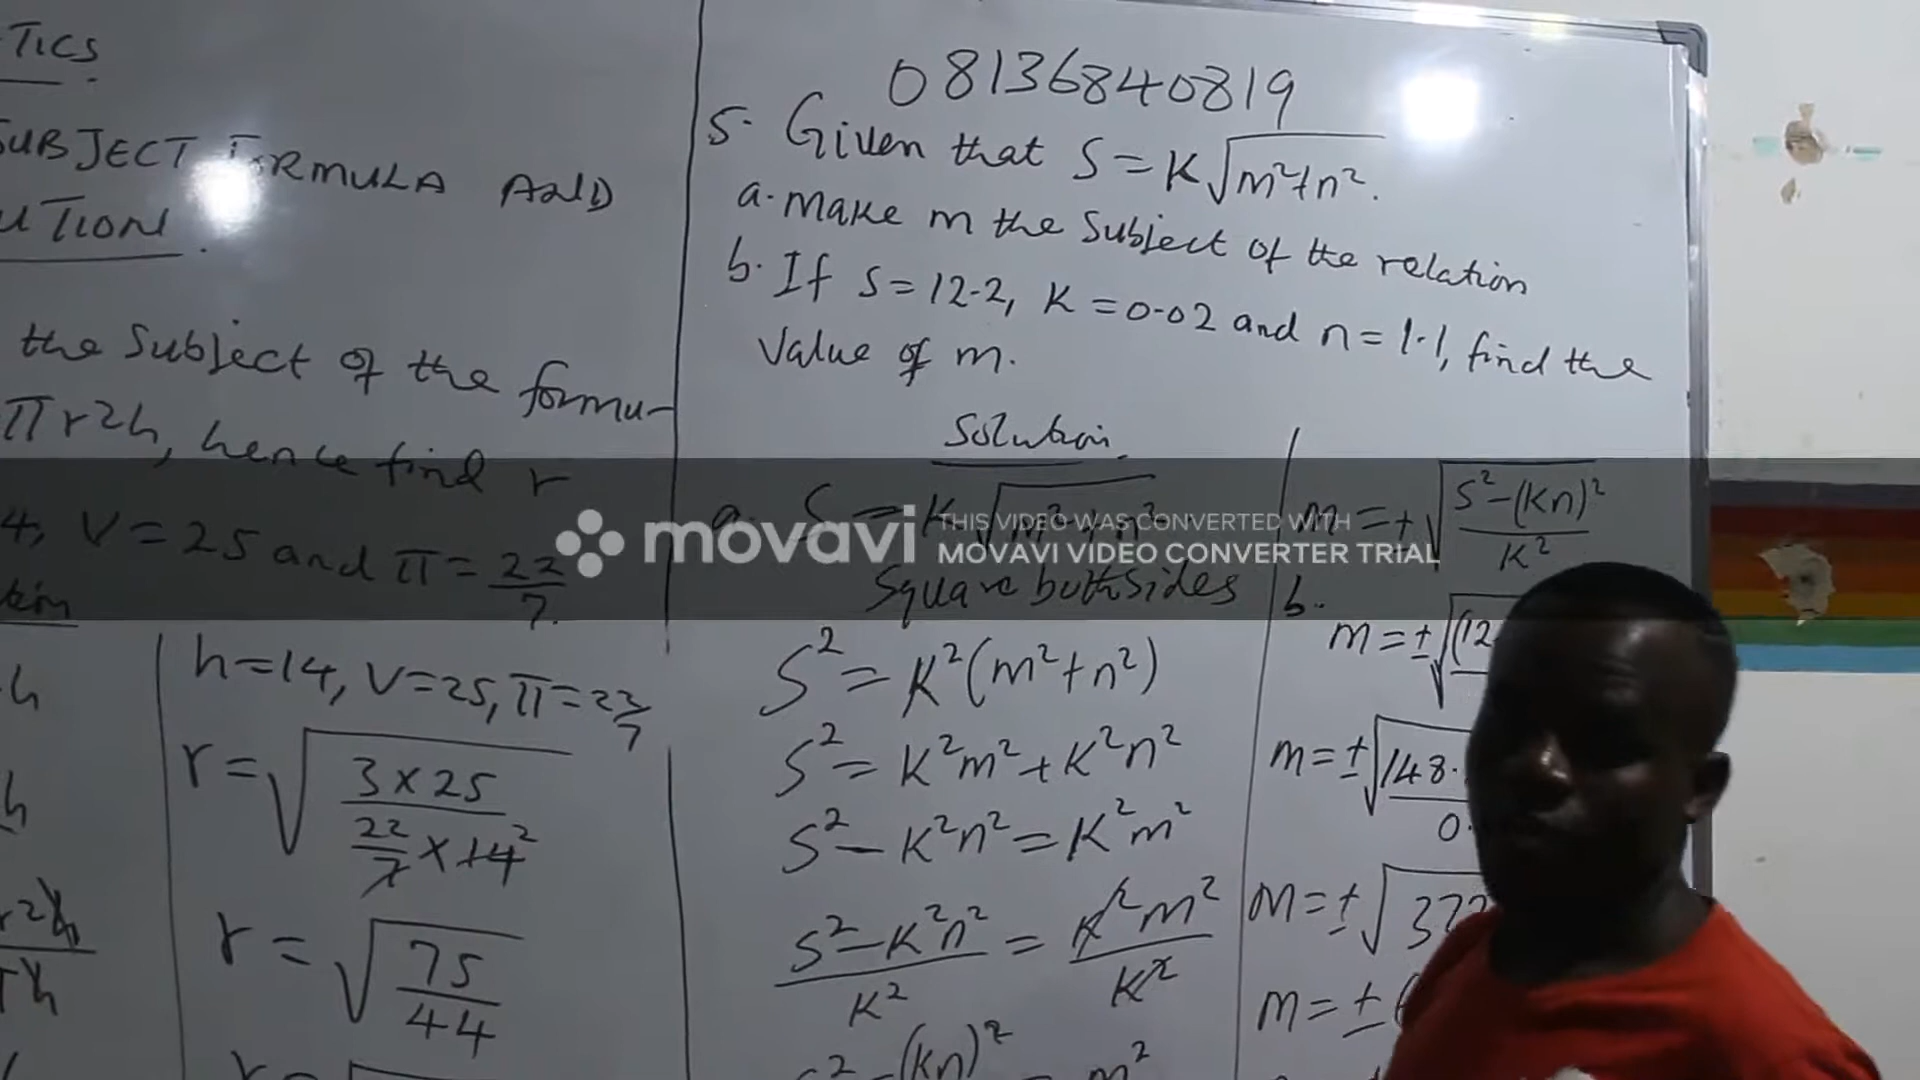 TICS.
SUBJECT FORMULA AND
UTION.
the subject of the formu-
πr2h, hence find r
4, V=25 and π=22/7.
h=14, V=25, π=22/7
r=√(3×25)/(22/7×14²)
r=√75/44
08136840819
5. Given that S=K√m²+n².
a. make m the subject of the relation
b. If S=12.2, K=0.02 and n=1.1, find the
value of m.
Solution
a. S=K√m²+n²
Square both sides
S²=K²(m²+n²)
S²=K²m²+K²n²
S²-K²n²=K²m²
S²-K²n²/K²=K²m²/K²
S²-(Kn)² = m²
m=±√S²-(Kn)²/K²
b.
m=±√(12
m=±√148.
0.
m=±√372
m=±
movavi
THIS VIDEO WAS CONVERTED WITH
MOVAVI VIDEO CONVERTER TRIAL